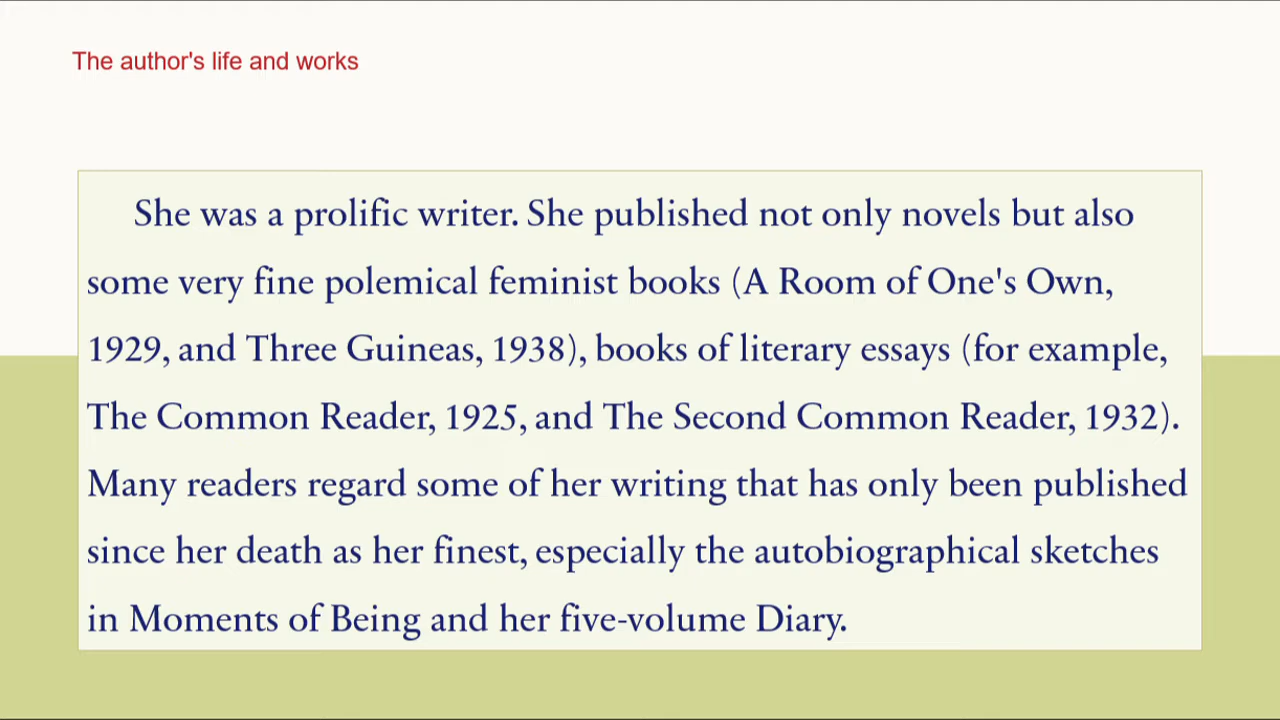 The author's life and works
She was a prolific writer. She published not only novels but also
some very fine polemical feminist books (A Room of One's Own,
1929, and Three Guineas, 1938), books of literary essays (for example,
The Common Reader, 1925, and The Second Common Reader, 1932).
Many readers regard some of her writing that has only been published
since her death as her finest, especially the autobiographical sketches
in Moments of Being and her five-volume Diary.